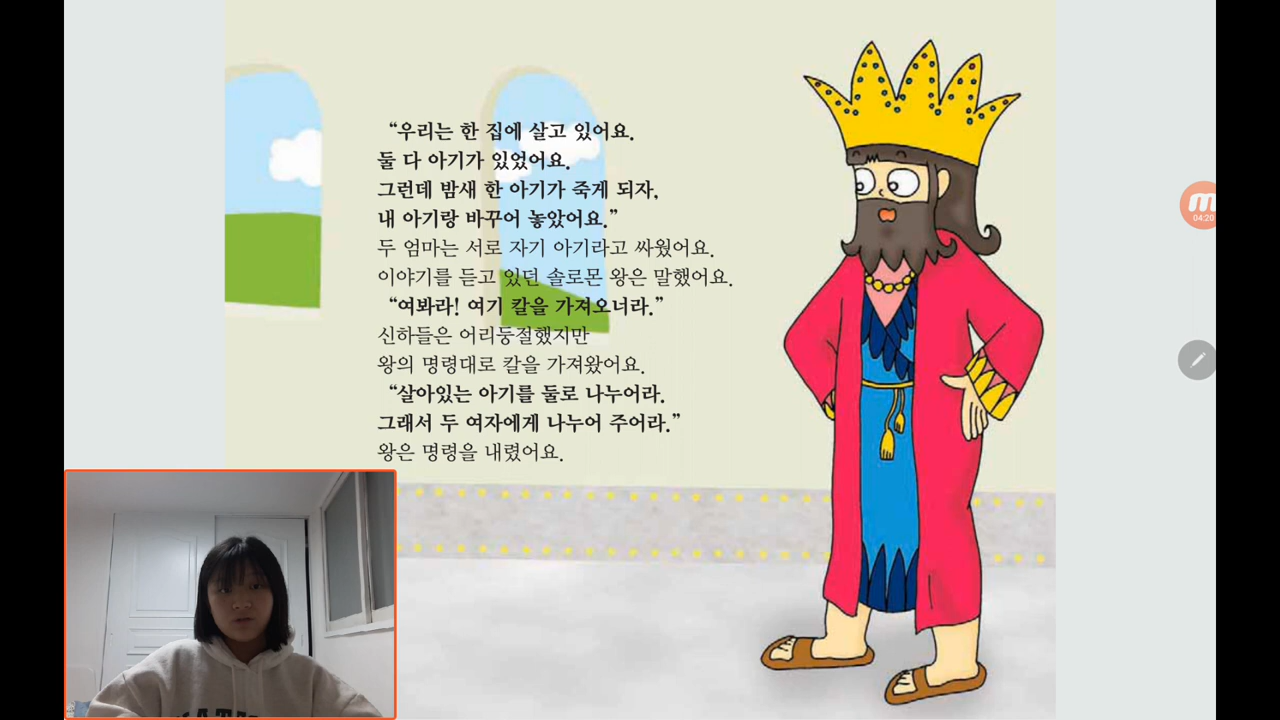 “우리는 한 집에 살고 있어요.
둘 다 아기가 있었어요.
그런데 밤새 한 아기가 죽게 되자,
내 아기랑 바꾸어 놓았어요.”
두 엄마는 서로 자기 아기라고 싸웠어요.
이야기를 듣고 있던 솔로몬 왕은 말했어요.
“여봐라! 여기 칼을 가져오너라.”
신하들은 어리둥절했지만
왕의 명령대로 칼을 가져왔어요.
“살아있는 아기를 둘로 나누어라.
그래서 두 여자에게 나누어 주어라.”
왕은 명령을 내렸어요.
m
04:20